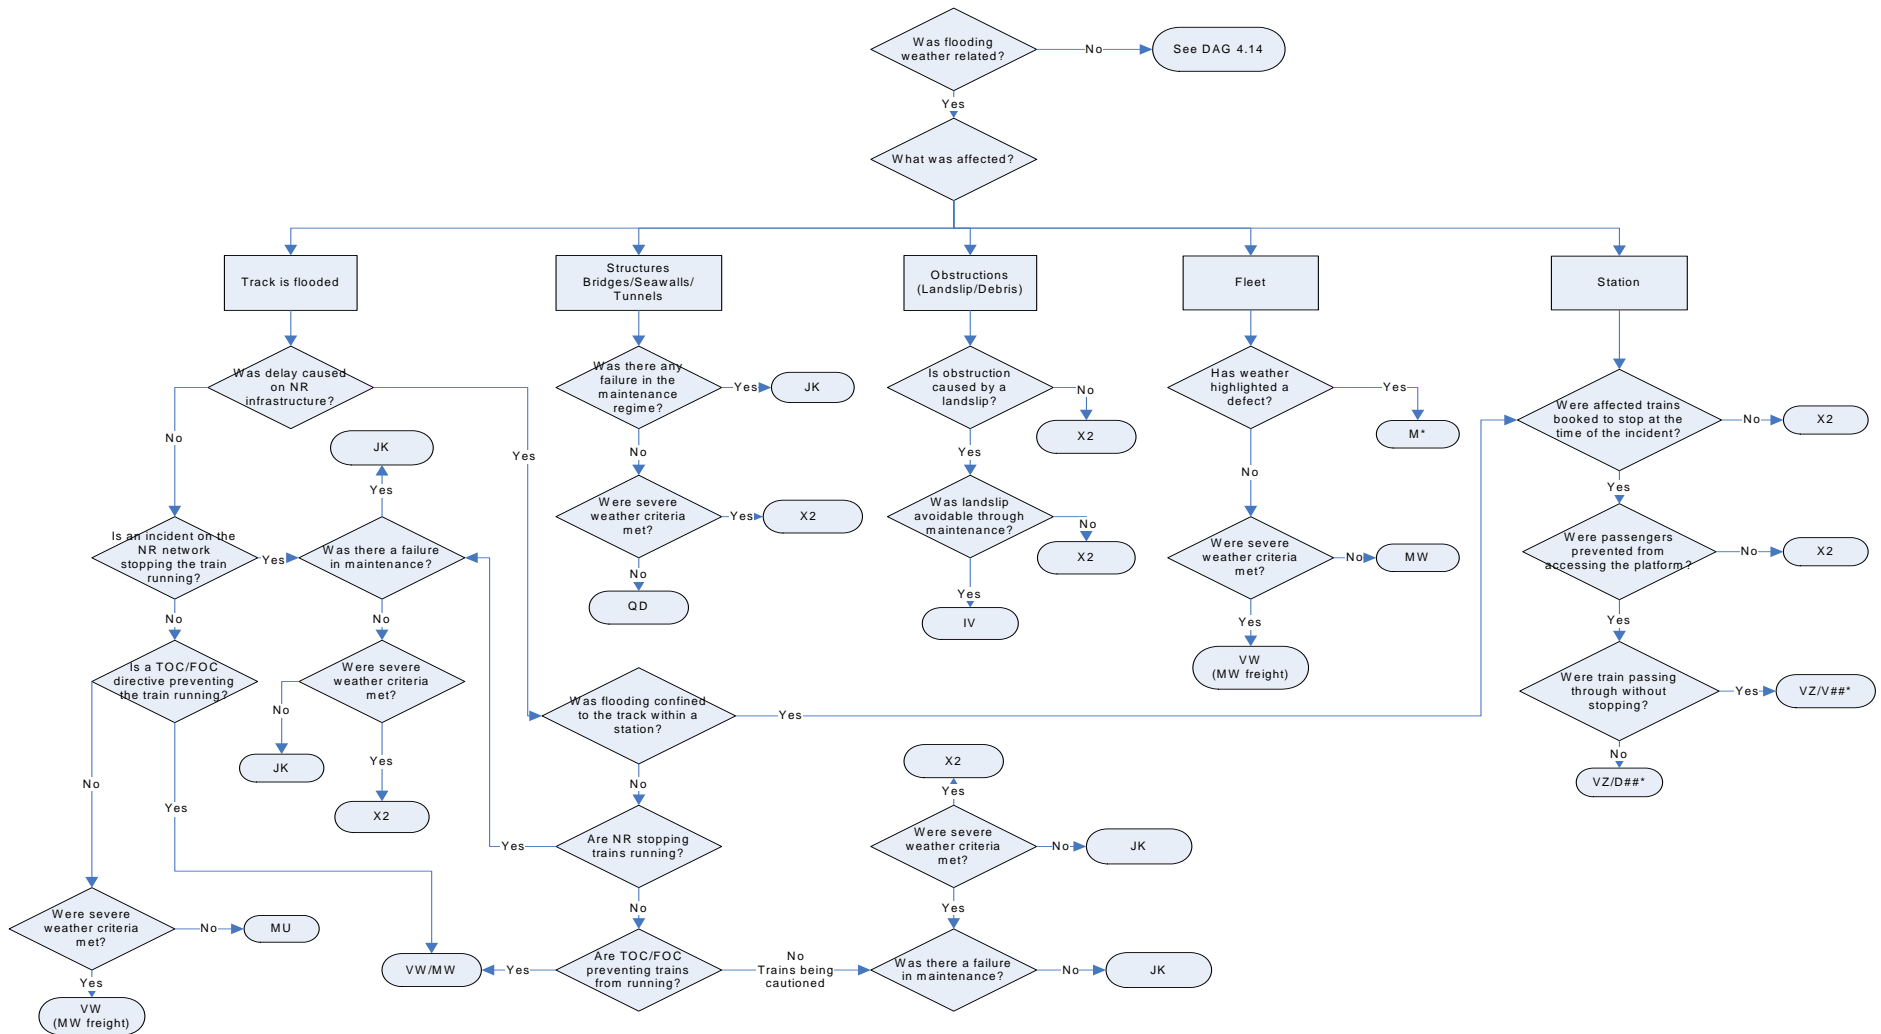 Was flooding
weather related?
No
See DAG 4.14
Yes
What was affected?
Track is flooded
Structures
Bridges/Seawalls/
Tunnels
Obstructions
(Landslip/Debris)
Fleet
Station
Was delay caused
on NR
infrastructure?
No
Yes
Was there any
failure in the
maintenance
regime?
Yes
JK
No
Is obstruction
caused by a
landslip?
No
X2
Yes
Has weather
highlighted a
defect?
Yes
M*
No
Were affected trains
booked to stop at the
time of the incident?
No
X2
Yes
JK
Yes
Is an incident on the
NR network
stopping the train
running?
Yes
Was there a failure
in maintenance?
No
No
Were severe
weather criteria
met?
Yes
X2
No
QD
Was landslip
avoidable through
maintenance?
No
X2
Yes
IV
Were severe
weather criteria
met?
No
MW
Yes
VW
(MW freight)
Were passengers
prevented from
accessing the platform?
No
X2
Yes
Is a TOC/FOC
directive preventing
the train running?
No
Yes
Were severe
weather criteria
met?
No
JK
Yes
X2
Was flooding confined
to the track within a
station?
Yes
No
Were train passing
through without
stopping?
Yes
VZ/V##*
No
VZ/D##*
Are NR stopping
trains running?
Yes
No
X2
Yes
Were severe
weather criteria
met?
No
JK
Yes
Were severe
weather criteria
met?
No
MU
Yes
VW
(MW freight)
VW/MW
Yes
Are TOC/FOC
preventing trains
from running?
No
Trains being
cautioned
Was there a failure
in maintenance?
No
JK